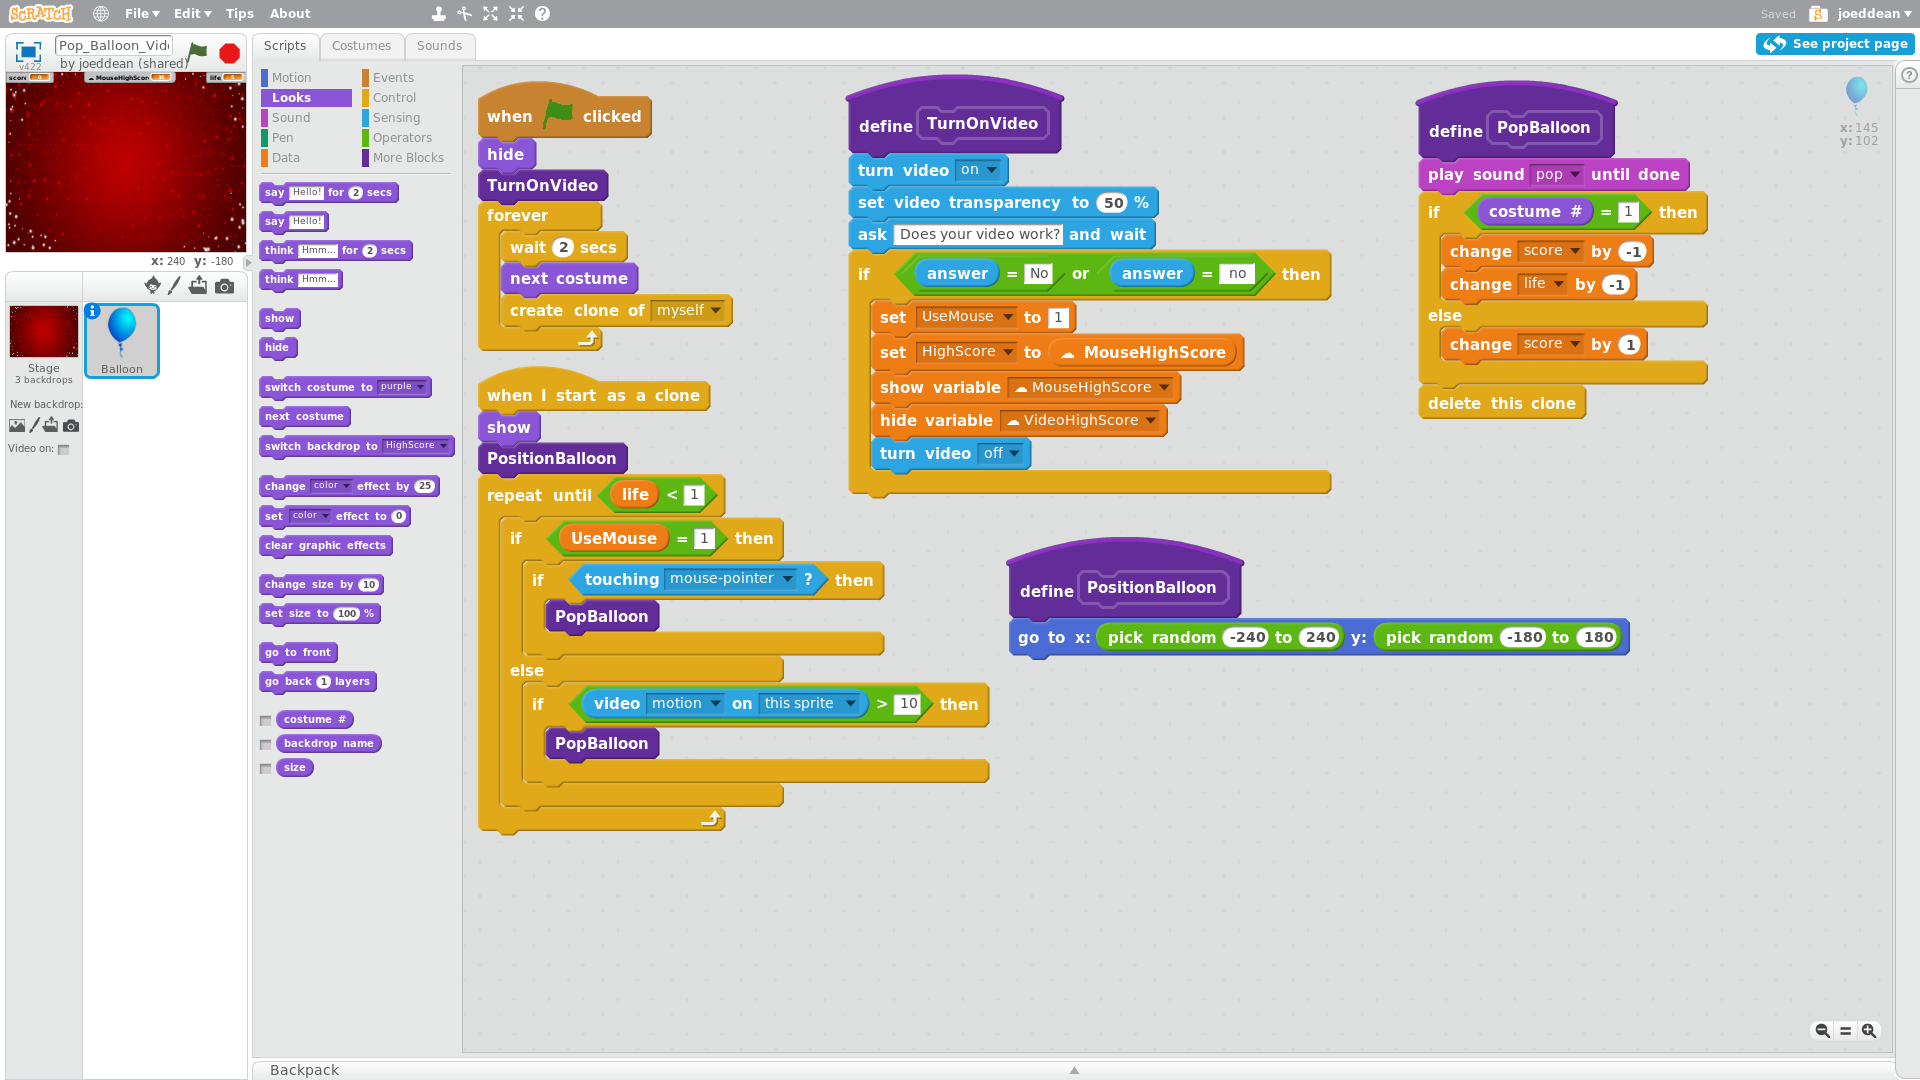 SCRATCH File Edit Tips About Saved joeddean
Pop_Balloon_Vid
by joeddean (shared)
v422
Scripts Costumes Sounds
See project page
score MouseHighScore life
x: 240 y: -180
Balloon
Stage
3 backdrops
New backdrop:
Video on:
Motion Events
Looks Control
Sound Sensing
Pen Operators
Data More Blocks
say Hello! for 2 secs
say Hello!
think Hmm... for 2 secs
think Hmm...
show
hide
switch costume to purple
next costume
switch backdrop to HighScore
change color effect by 25
set color effect to 0
clear graphic effects
change size by 10
set size to 100 %
go to front
go back 1 layers
costume #
backdrop name
size
when clicked
hide
TurnOnVideo
forever
wait 2 secs
next costume
create clone of myself
when I start as a clone
show
PositionBalloon
repeat until life < 1
if UseMouse = 1 then
if touching mouse-pointer ? then
PopBalloon
else
if video motion on this sprite > 10 then
PopBalloon
define TurnOnVideo
turn video on
set video transparency to 50 %
ask Does your video work? and wait
if answer = No or answer = no then
set UseMouse to 1
set HighScore to MouseHighScore
show variable MouseHighScore
hide variable VideoHighScore
turn video off
define PositionBalloon
go to x: pick random -240 to 240 y: pick random -180 to 180
define PopBalloon
play sound pop until done
if costume # = 1 then
change score by -1
change life by -1
else
change score by 1
delete this clone
x: 145
y: 102
Backpack